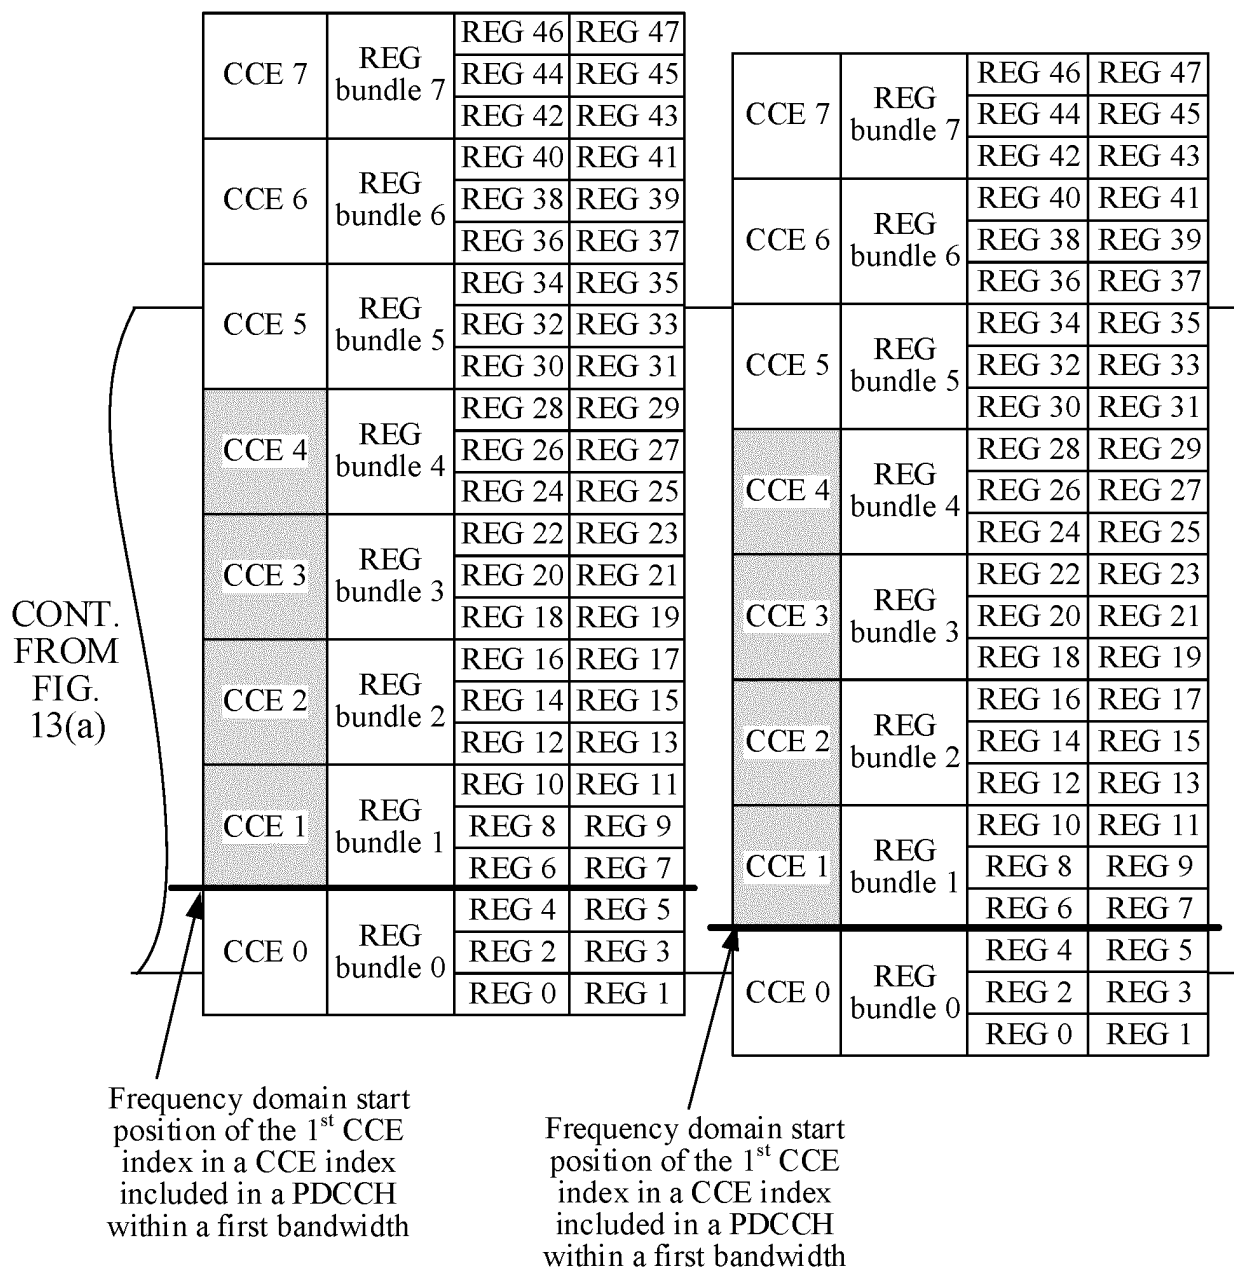 REG 46 REG 47
CCE 7 REG bundle 7 REG 44 REG 45
REG 42 REG 43
REG 40 REG 41
CCE 6 REG bundle 6 REG 38 REG 39
REG 36 REG 37
REG 34 REG 35
CCE 5 REG bundle 5 REG 32 REG 33
REG 30 REG 31
REG 28 REG 29
CCE 4 REG bundle 4 REG 26 REG 27
REG 24 REG 25
REG 22 REG 23
CCE 3 REG bundle 3 REG 20 REG 21
REG 18 REG 19
REG 16 REG 17
CCE 2 REG bundle 2 REG 14 REG 15
REG 12 REG 13
REG 10 REG 11
CCE 1 REG bundle 1 REG 8 REG 9
REG 6 REG 7
REG 4 REG 5
CCE 0 REG bundle 0 REG 2 REG 3
REG 0 REG 1
CONT.
FROM
FIG.
13(a)
Frequency domain start
position of the 1st CCE
index in a CCE index
included in a PDCCH
within a first bandwidth
REG 46 REG 47
CCE 7 REG bundle 7 REG 44 REG 45
REG 42 REG 43
REG 40 REG 41
CCE 6 REG bundle 6 REG 38 REG 39
REG 36 REG 37
REG 34 REG 35
CCE 5 REG bundle 5 REG 32 REG 33
REG 30 REG 31
REG 28 REG 29
CCE 4 REG bundle 4 REG 26 REG 27
REG 24 REG 25
REG 22 REG 23
CCE 3 REG bundle 3 REG 20 REG 21
REG 18 REG 19
REG 16 REG 17
CCE 2 REG bundle 2 REG 14 REG 15
REG 12 REG 13
REG 10 REG 11
CCE 1 REG bundle 1 REG 8 REG 9
REG 6 REG 7
REG 4 REG 5
CCE 0 REG bundle 0 REG 2 REG 3
REG 0 REG 1
Frequency domain start
position of the 1st CCE
index in a CCE index
included in a PDCCH
within a first bandwidth